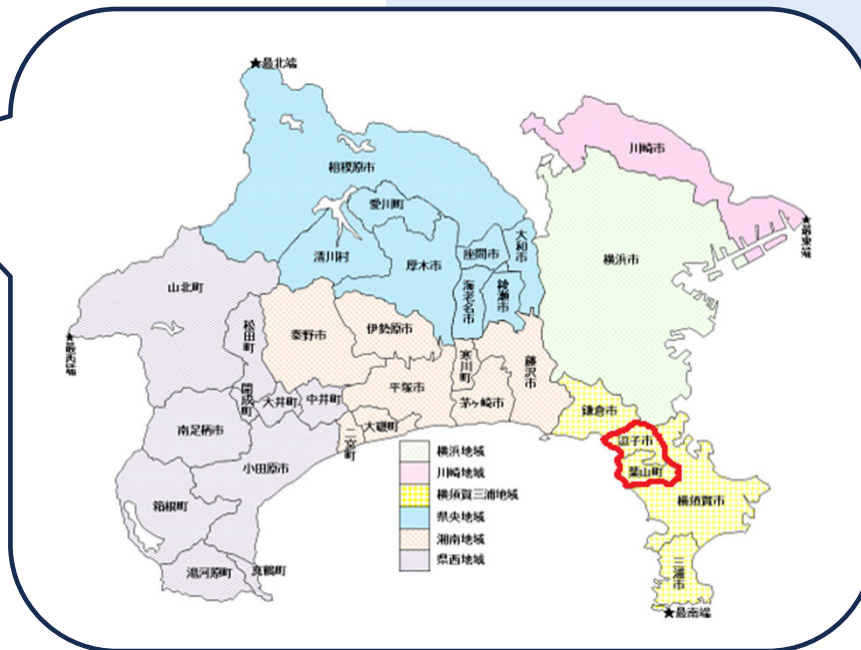 ★最北端
相模原市
川崎市
愛川町
★最東端
清川村
厚木市
座間市
大和市
横浜市
海老名市
綾瀬市
山北町
★最西端
松田町
秦野市
伊勢原市
寒川町
藤沢市
開成町
大井町
中井町
平塚市
茅ヶ崎市
鎌倉市
南足柄市
二宮町
大磯町
逗子市
小田原市
葉山町
箱根町
横須賀市
湯河原町
真鶴町
三浦市
★最南端
横浜地域
川崎地域
横須賀三浦地域
県央地域
湘南地域
県西地域